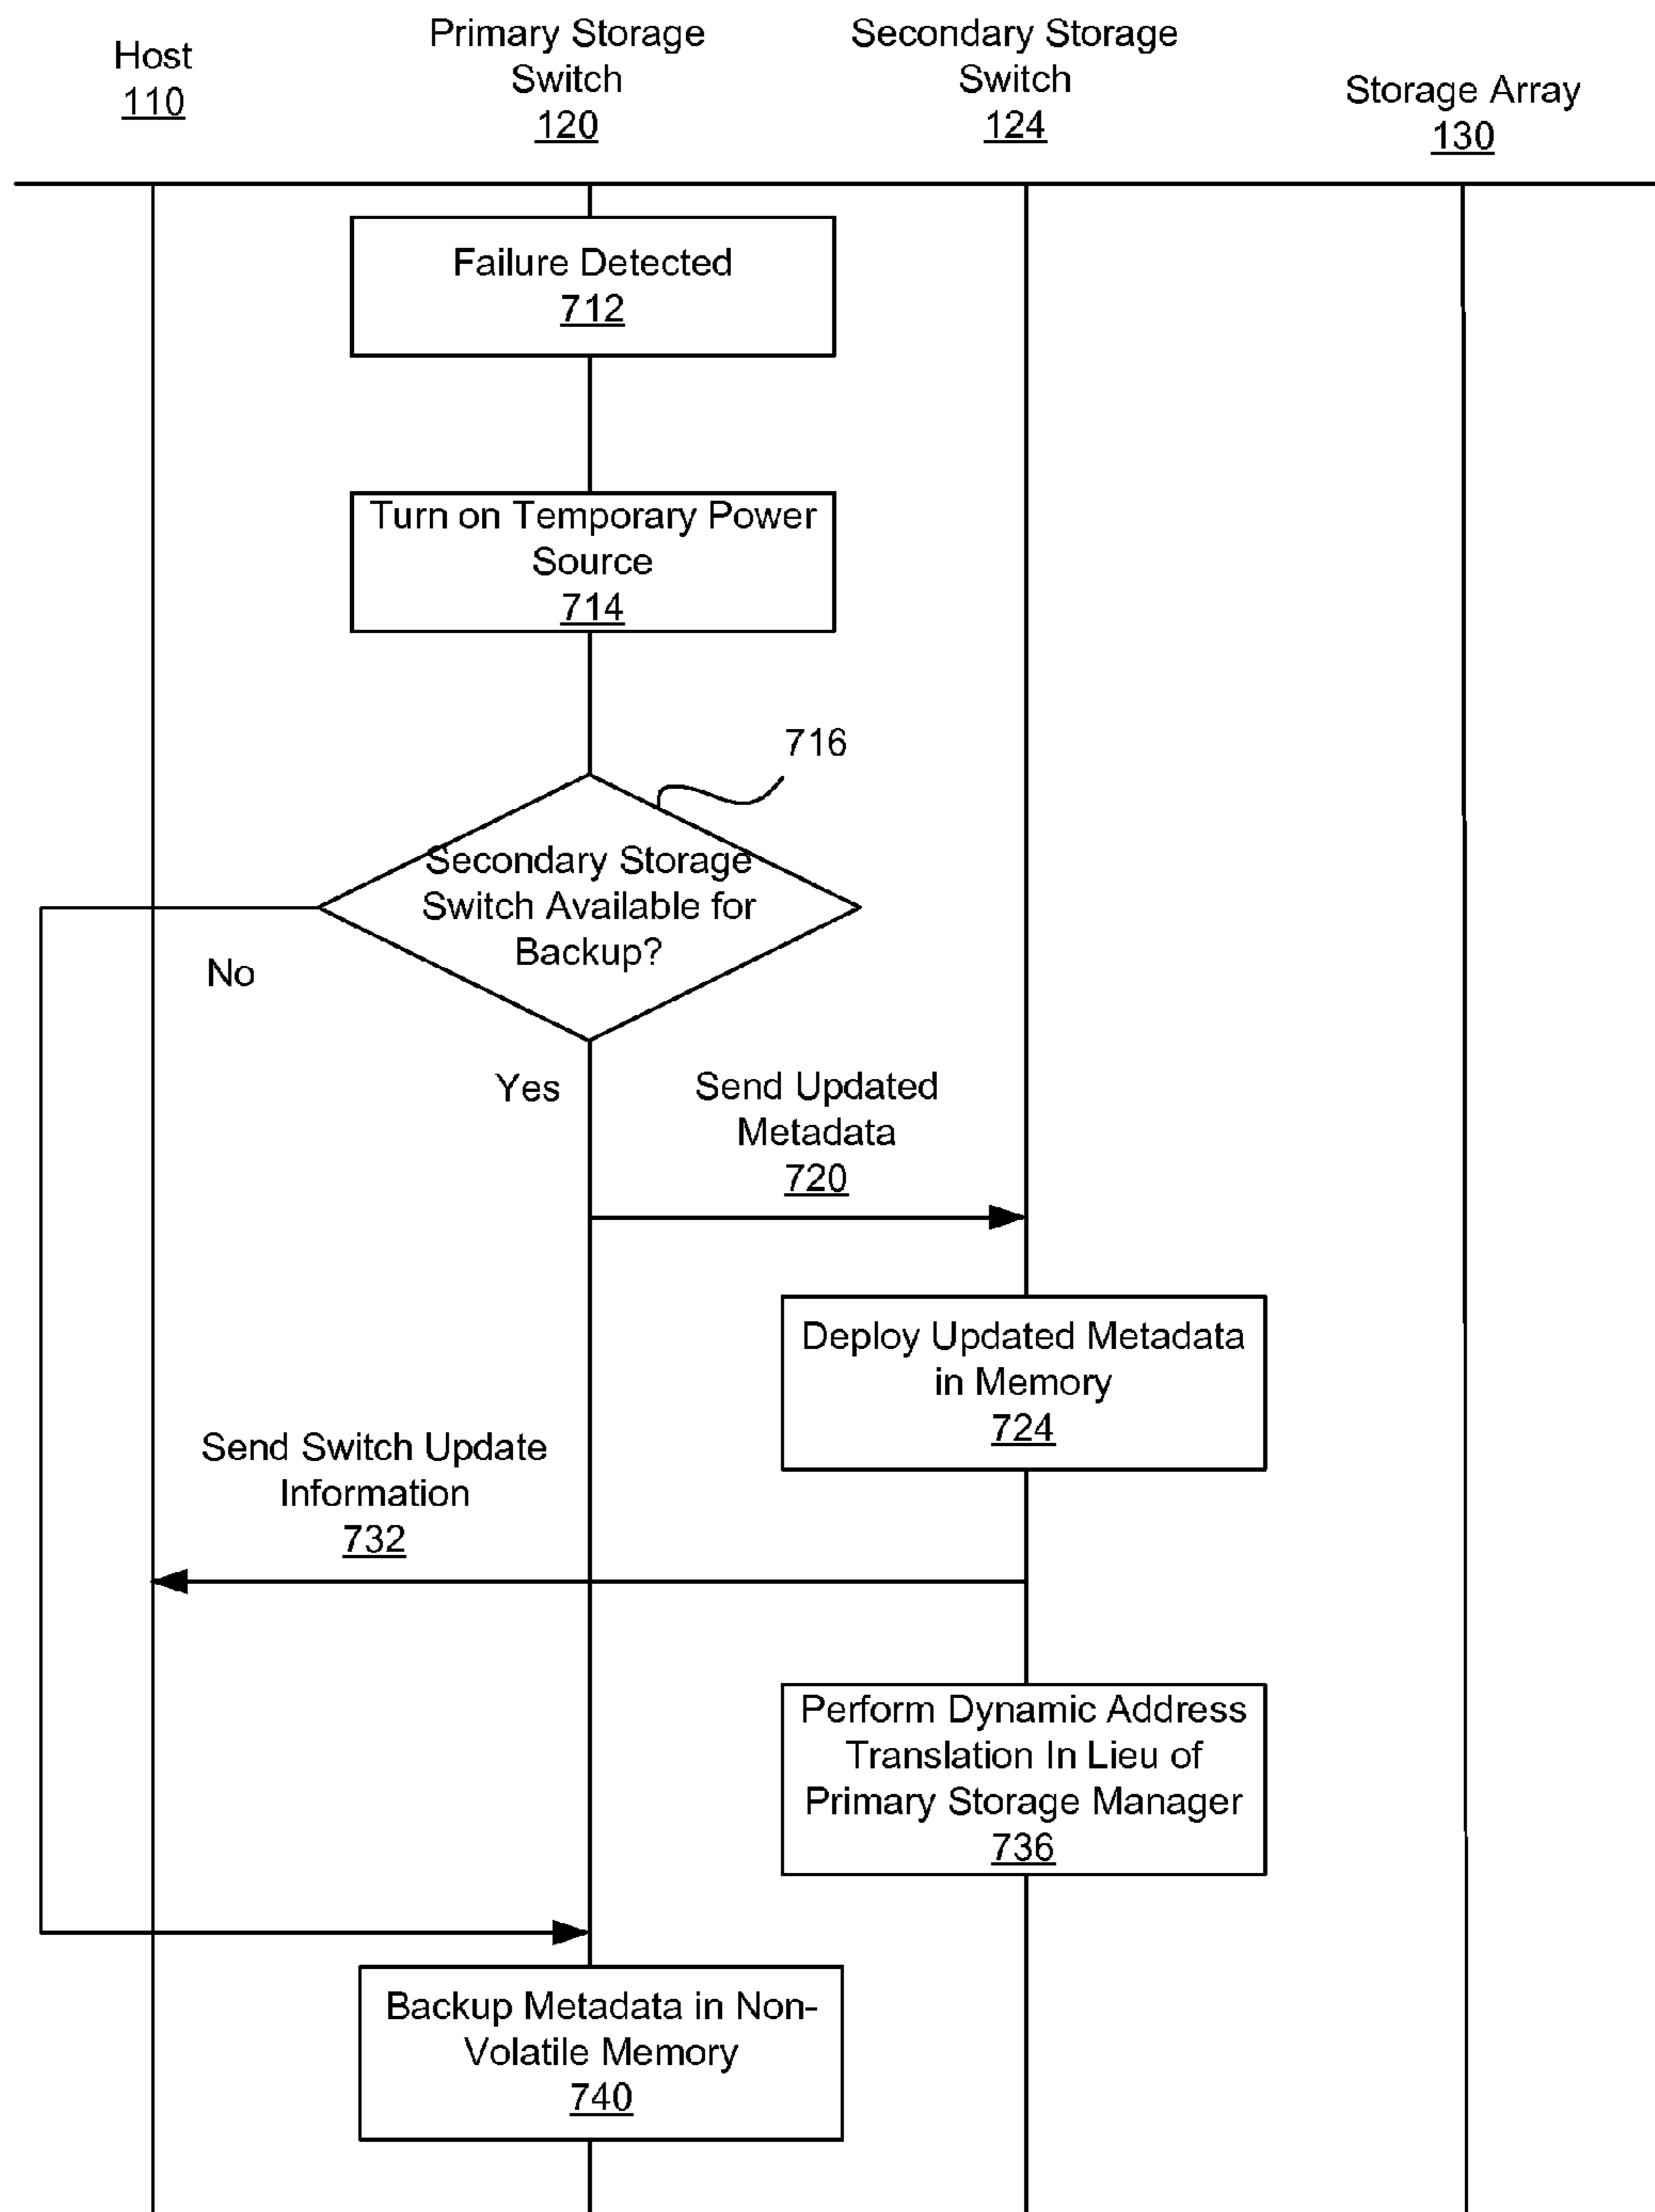 Host
110
Primary Storage
Switch
120
Secondary Storage
Switch
124
Storage Array
130
Failure Detected
712
Turn on Temporary Power
Source
714
716
Secondary Storage
Switch Available for
Backup?
No
Yes
Send Updated
Metadata
720
Deploy Updated Metadata
in Memory
724
Send Switch Update
Information
732
Perform Dynamic Address
Translation In Lieu of
Primary Storage Manager
736
Backup Metadata in Non-
Volatile Memory
740